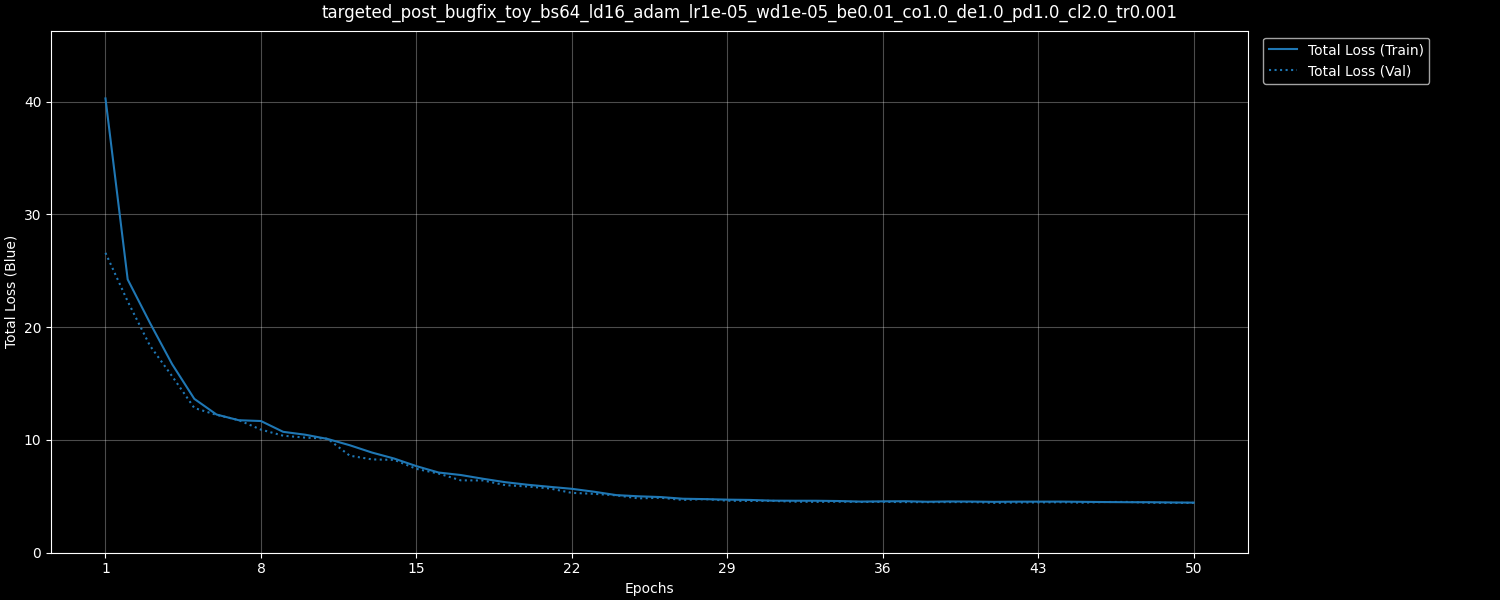 targeted_post_bugfix_toy_bs64_ld16_adam_lr1e-05_wd1e-05_be0.01_co1.0_de1.0_pd1.0_cl2.0_tr0.001
Total Loss (Train)
Total Loss (Val)
Total Loss (Blue)
40
30
20
10
0
1 8 15 22 29 36 43 50
Epochs